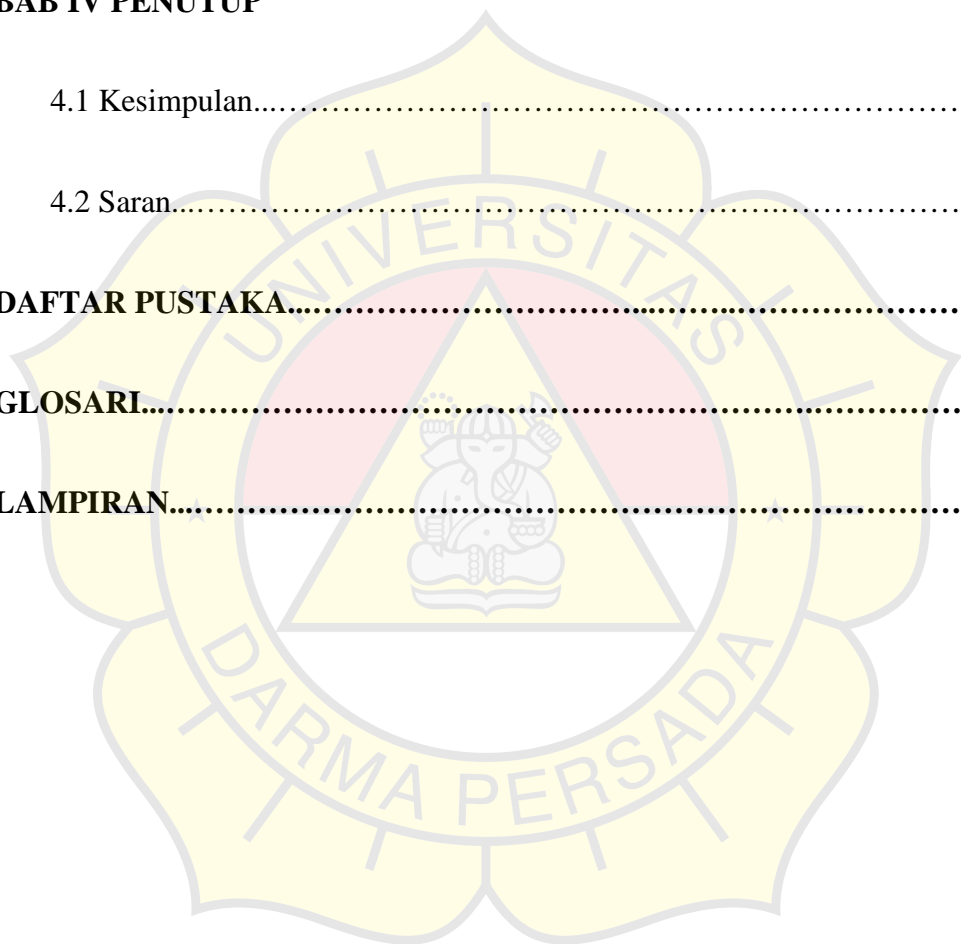 BAB IV PENUTUP
4.1 Kesimpulan...……………………………………………………………
4.2 Saran...……………………………………………………………………
DAFTAR PUSTAKA...………………………………………………………
GLOSARI...……………………………………………………………………
LAMPIRAN...…………………………………………………………………
UNIVERSITAS
DARMA PERSADA